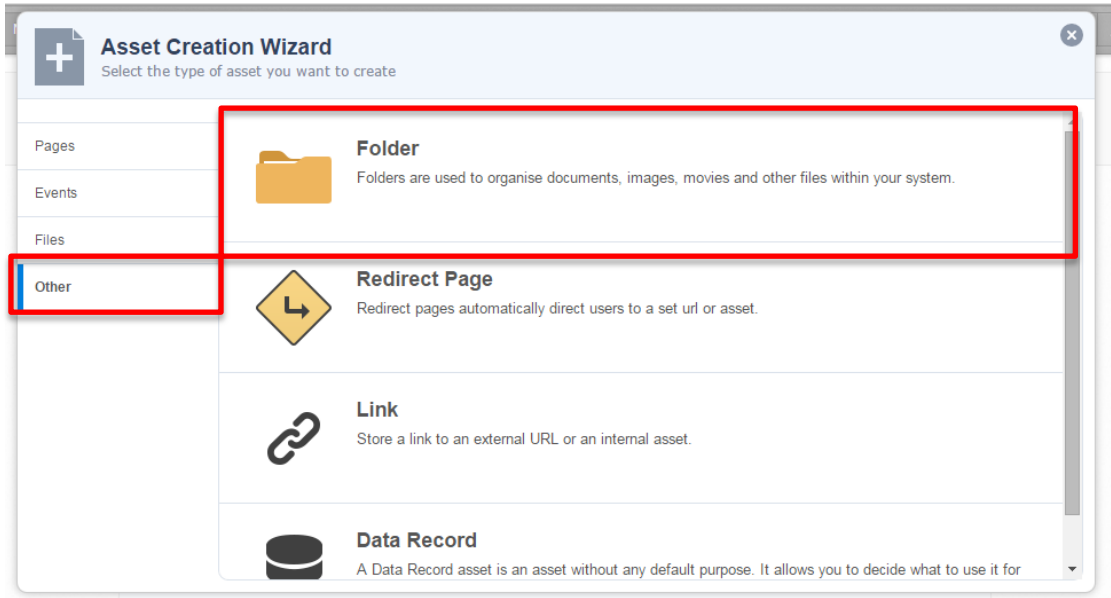 Asset Creation Wizard
Select the type of asset you want to create
Pages
Events
Files
Other
Folder
Folders are used to organise documents, images, movies and other files within your system.
Redirect Page
Redirect pages automatically direct users to a set url or asset.
Link
Store a link to an external URL or an internal asset.
Data Record
A Data Record asset is an asset without any default purpose. It allows you to decide what to use it for